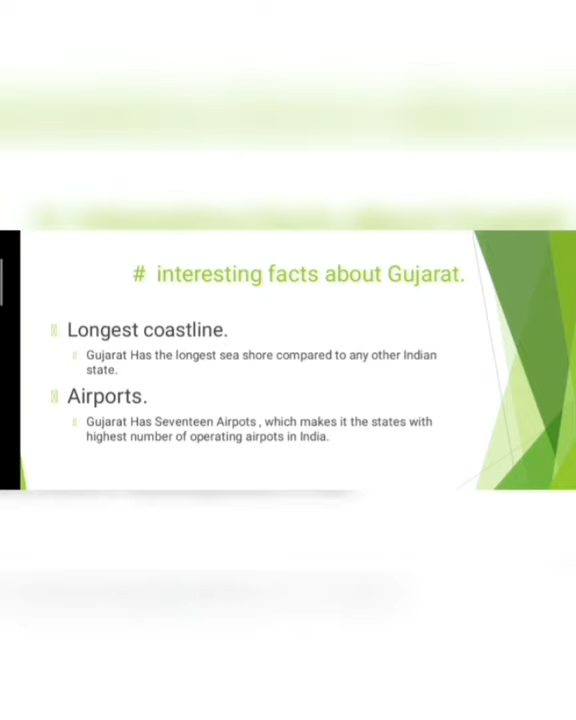 # interesting facts about Gujarat.
Longest coastline.
Gujarat Has the longest sea shore compared to any other Indian
state.
Airports.
Gujarat Has Seventeen Airpots , which makes it the states with
highest number of operating airpots in India.